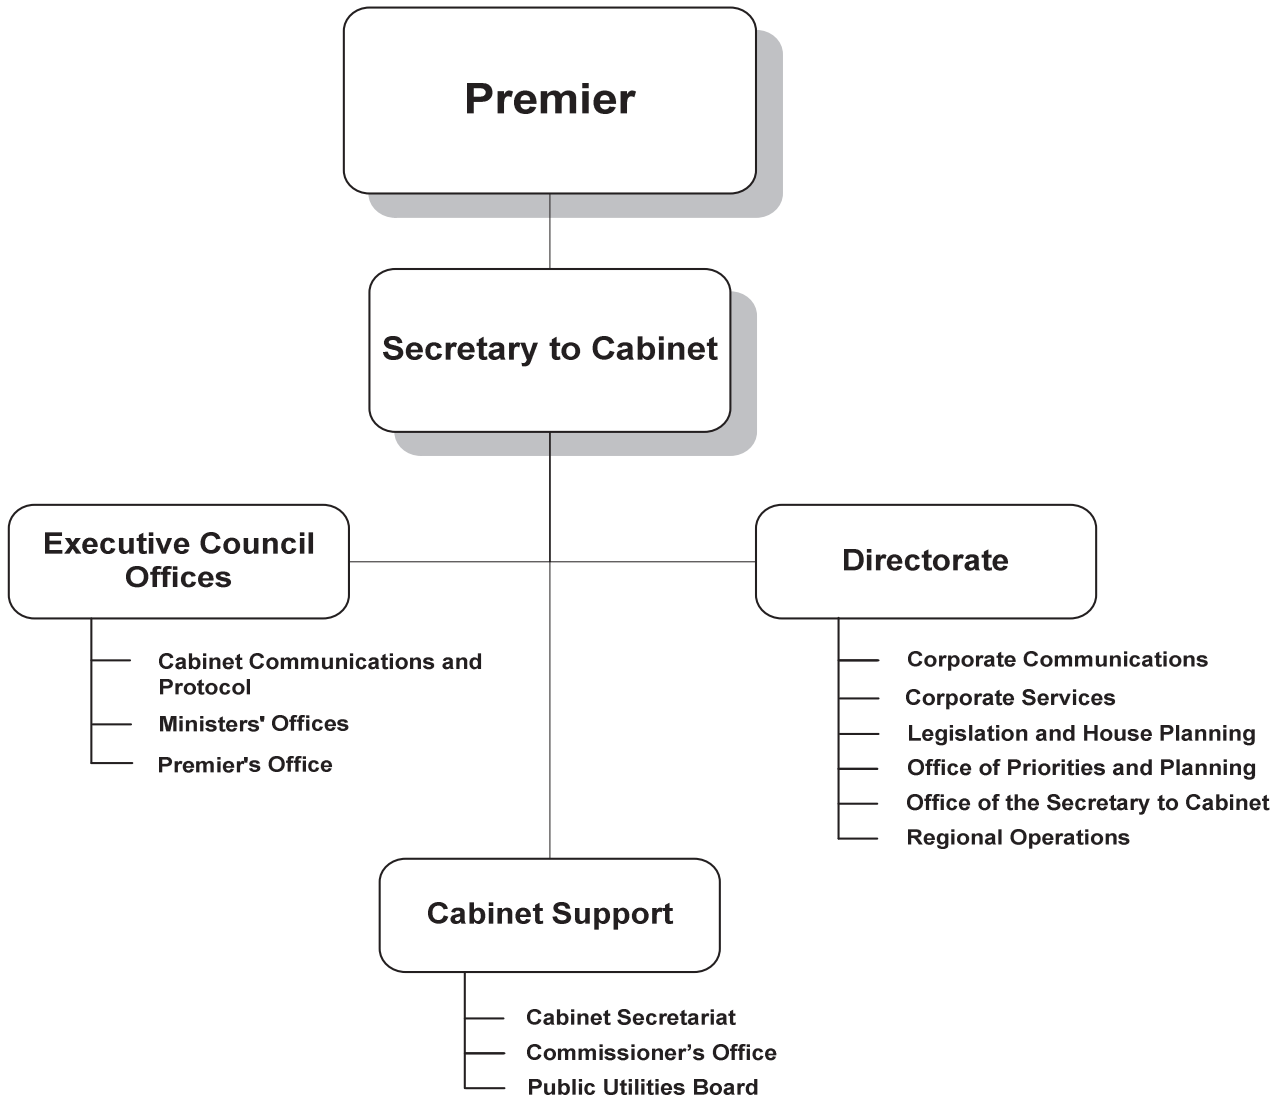 Premier
Secretary to Cabinet
Executive Council
Offices
Cabinet Communications and
Protocol
Ministers' Offices
Premier's Office
Directorate
Corporate Communications
Corporate Services
Legislation and House Planning
Office of Priorities and Planning
Office of the Secretary to Cabinet
Regional Operations
Cabinet Support
Cabinet Secretariat
Commissioner’s Office
Public Utilities Board